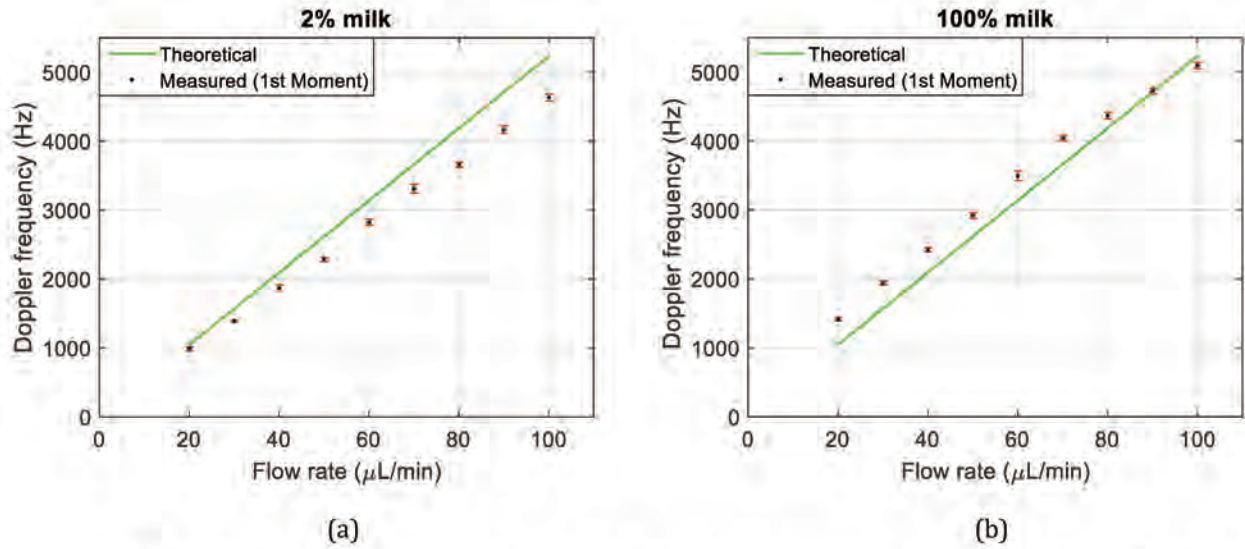 2% milk
Theoretical
Measured (1st Moment)
5000
4000
3000
2000
1000
0
Doppler frequency (Hz)
0 20 40 60 80 100
Flow rate (μL/min)
(a)
100% milk
Theoretical
Measured (1st Moment)
5000
4000
3000
2000
1000
0
Doppler frequency (Hz)
0 20 40 60 80 100
Flow rate (μL/min)
(b)